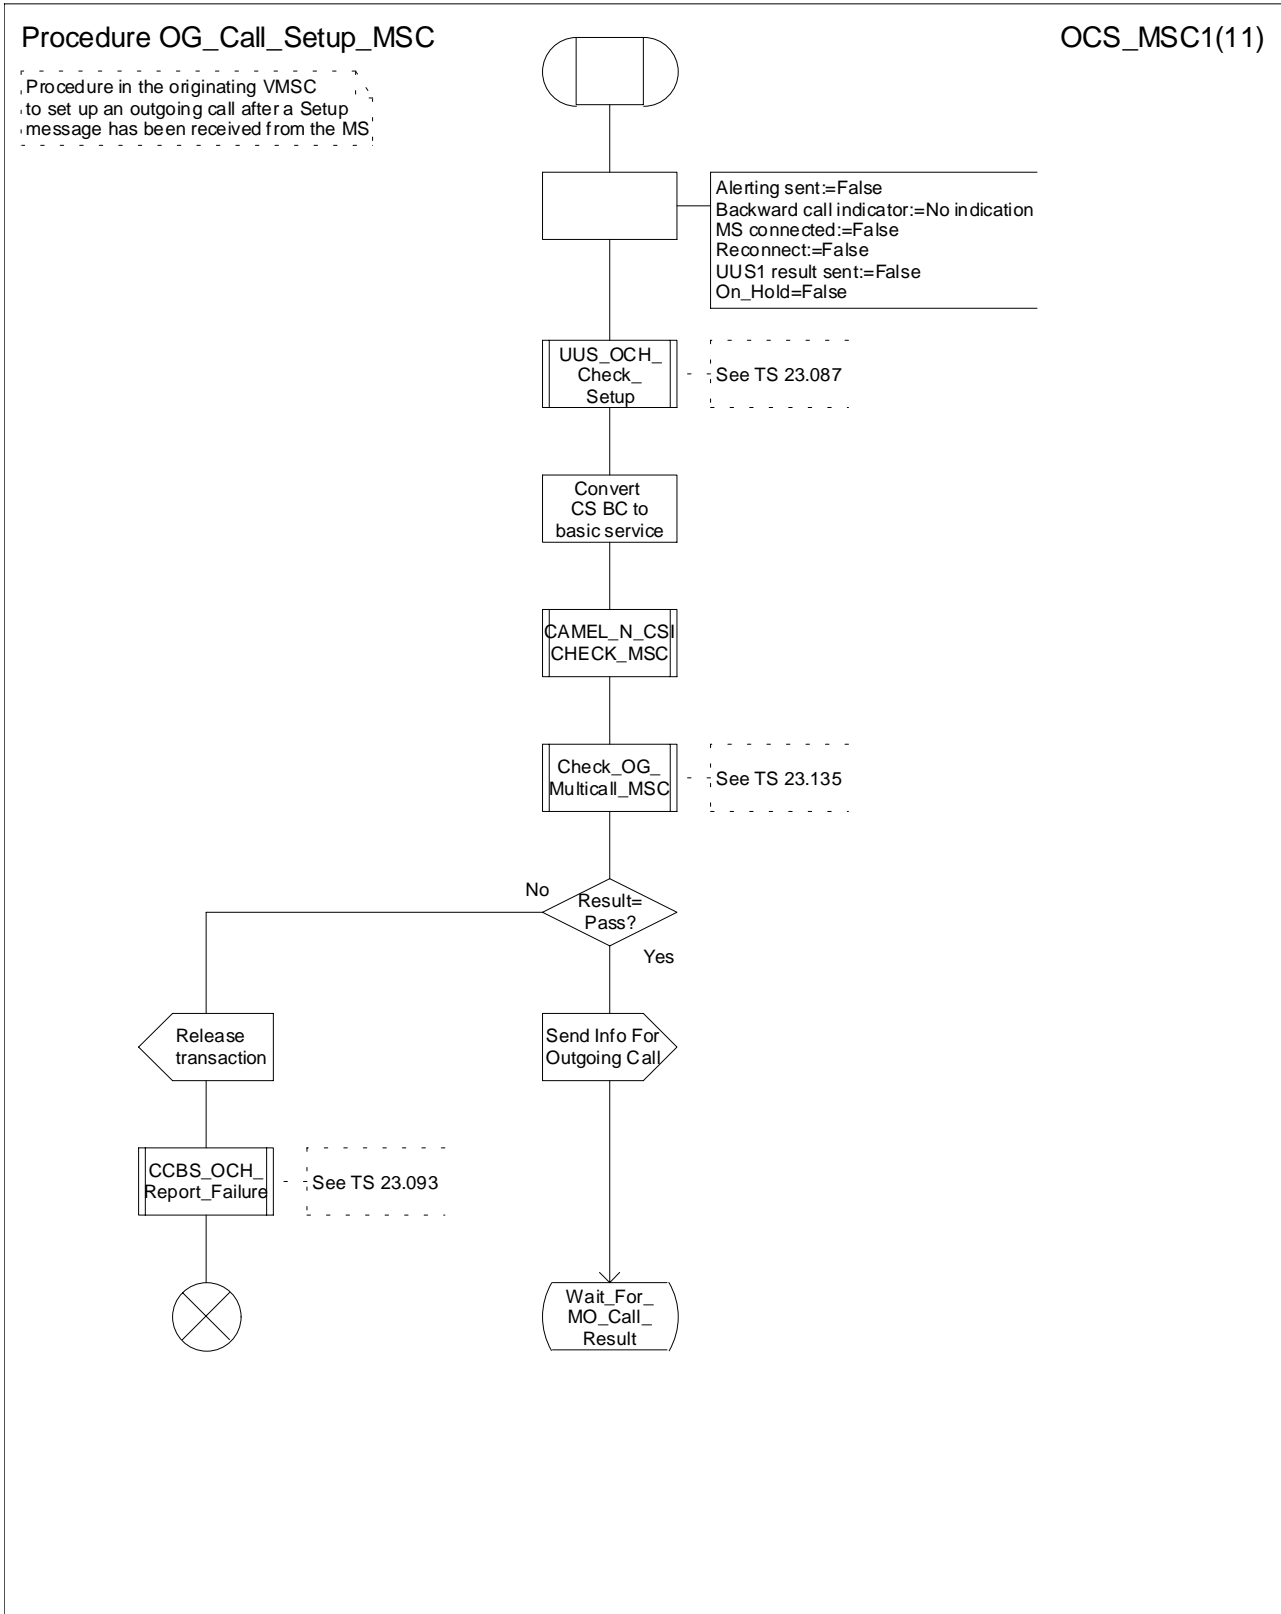 Procedure OG_Call_Setup_MSC
OCS_MSC1(11)
Procedure in the originating VMSC
to set up an outgoing call after a Setup
message has been received from the MS
Alerting sent:=False
Backward call indicator:=No indication
MS connected:=False
Reconnect:=False
UUS1 result sent:=False
On_Hold=False
UUS_OCH_
Check_
Setup
See TS 23.087
Convert
CS BC to
basic service
CAMEL_N_CSI
CHECK_MSC
Check_OG_
Multicall_MSC
See TS 23.135
No
Result=
Pass?
Yes
Release
transaction
Send Info For
Outgoing Call
CCBS_OCH_
Report_Failure
See TS 23.093
Wait_For_
MO_Call_
Result